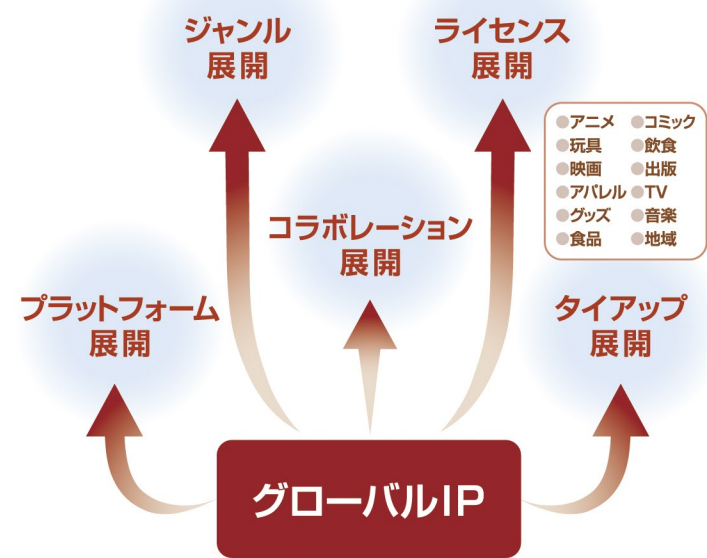 ジャンル
展開
ライセンス
展開
●アニメ ●コミック
●玩具 ●飲食
●映画 ●出版
●アパレル ●TV
●グッズ ●音楽
●食品 ●地域
コラボレーション
展開
プラットフォーム
展開
タイアップ
展開
グローバルIP